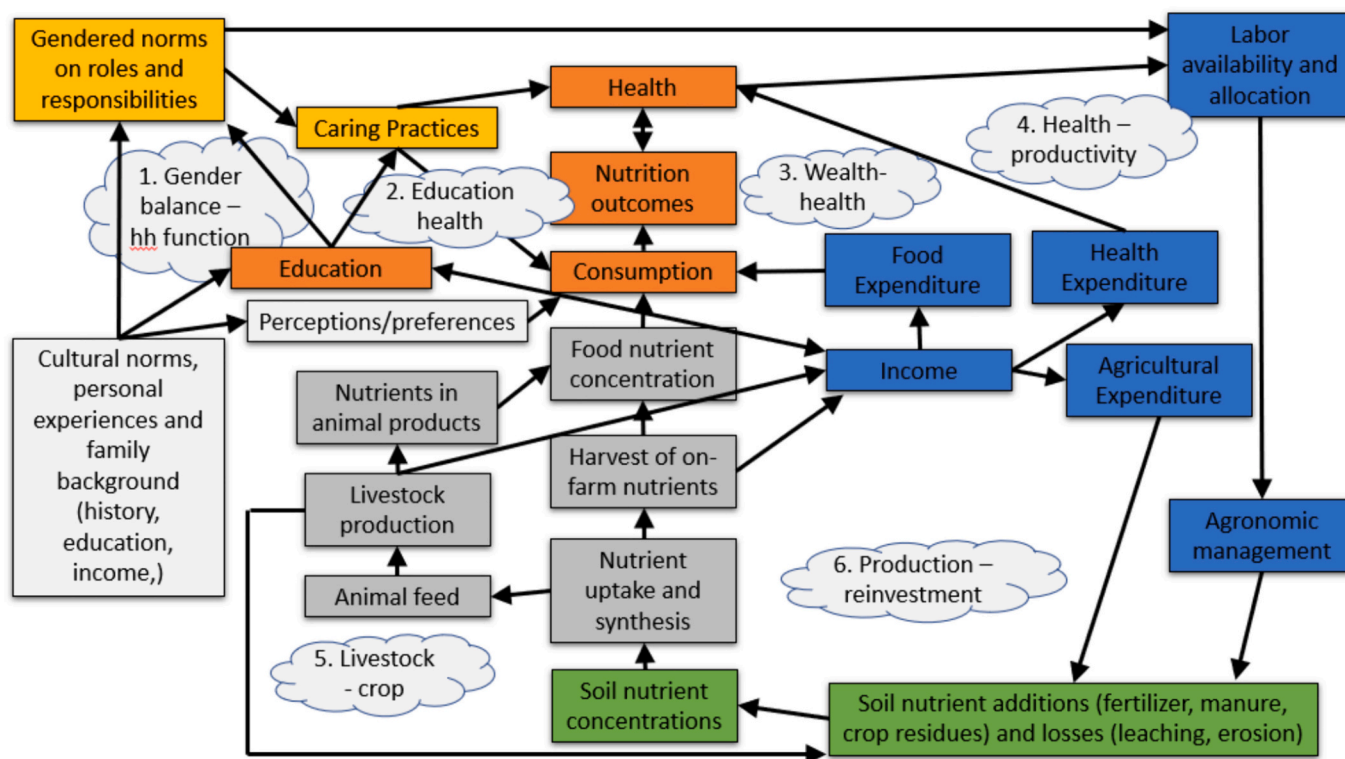 Gendered norms
on roles and
responsibilities
Labor
availability and
allocation
Health
Caring Practices
4. Health –
productivity
1. Gender
balance –
hh function
2. Education
health
Nutrition
outcomes
3. Wealth-
health
Education
Consumption
Food
Expenditure
Health
Expenditure
Perceptions/preferences
Cultural norms,
personal
experiences and
family
background
(history,
education,
income,)
Food nutrient
concentration
Income
Agricultural
Expenditure
Nutrients in
animal products
Harvest of on-
farm nutrients
Livestock
production
Agronomic
management
Nutrient
uptake and
synthesis
6. Production –
reinvestment
Animal feed
5. Livestock
- crop
Soil nutrient
concentrations
Soil nutrient additions (fertilizer, manure,
crop residues) and losses (leaching, erosion)